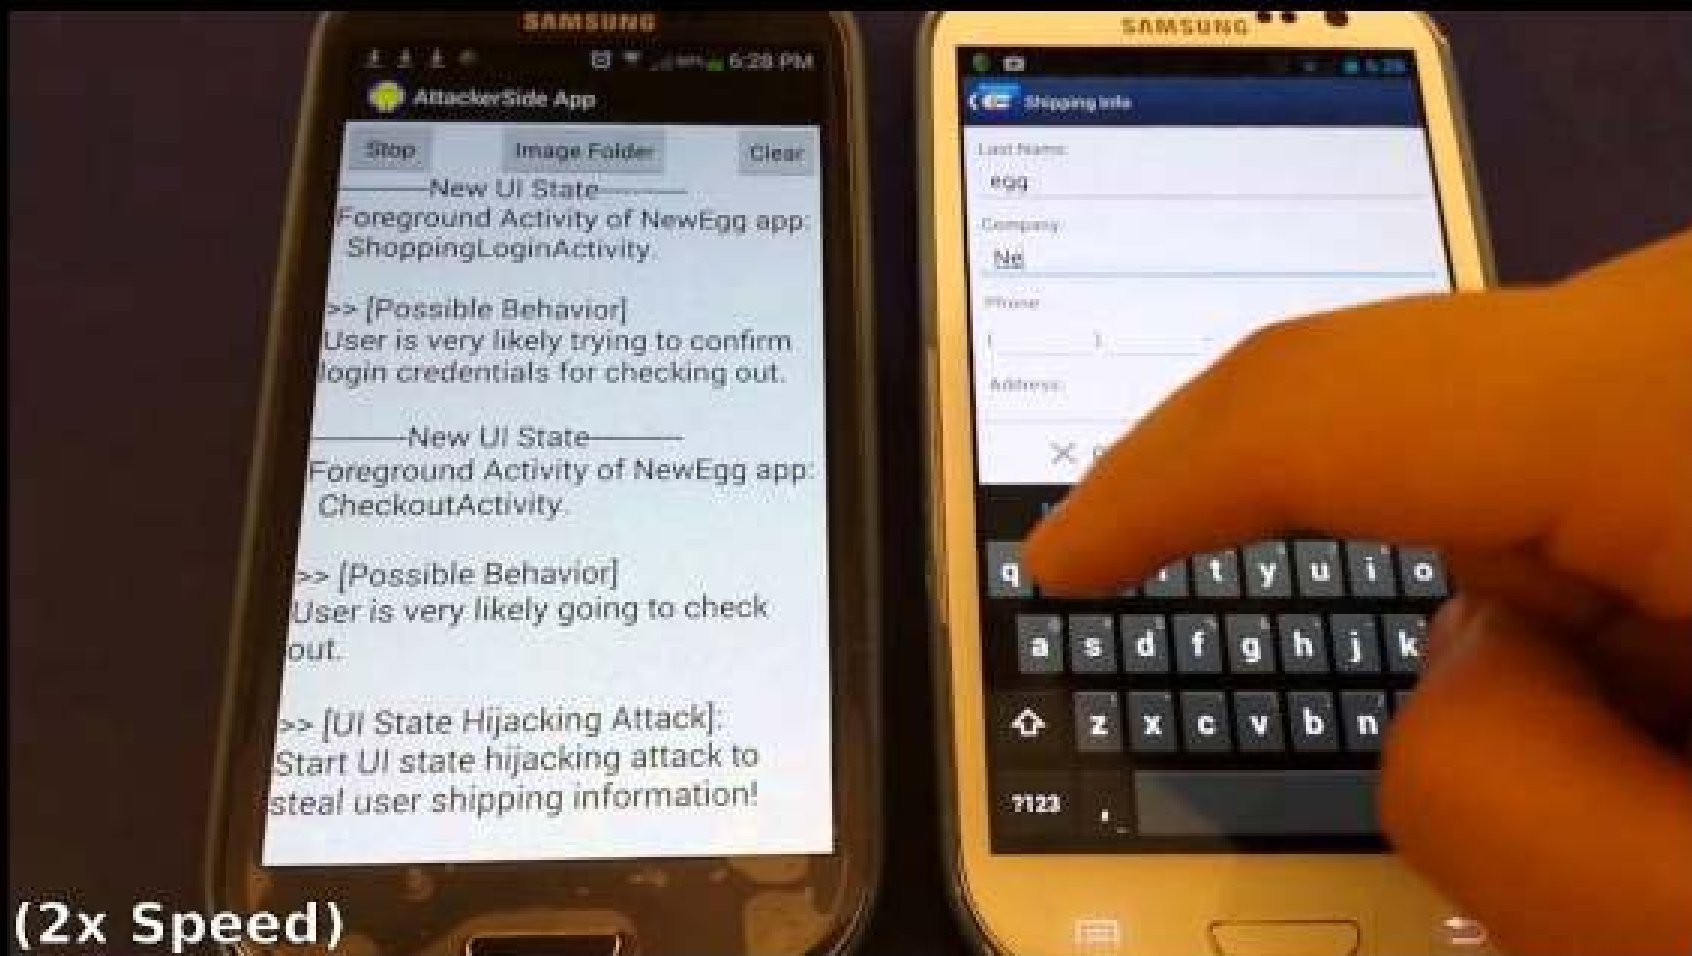 SAMSUNG
6:28 PM
AttackerSide App
Stop
Image Folder
Clear
————New UI State————
Foreground Activity of NewEgg app:
ShoppingLoginActivity.
>> [Possible Behavior]
User is very likely trying to confirm
login credentials for checking out.
————New UI State————
Foreground Activity of NewEgg app:
CheckoutActivity.
>> [Possible Behavior]
User is very likely going to check
out.
>> [UI State Hijacking Attack]:
Start UI state hijacking attack to
steal user shipping information!
SAMSUNG
Shipping Info
Last Name:
egg
Company:
Ne
Phone:
( )
Address:
q t y u i o
a s d f g h j k
z x c v b n
?123 ,
(2x Speed)